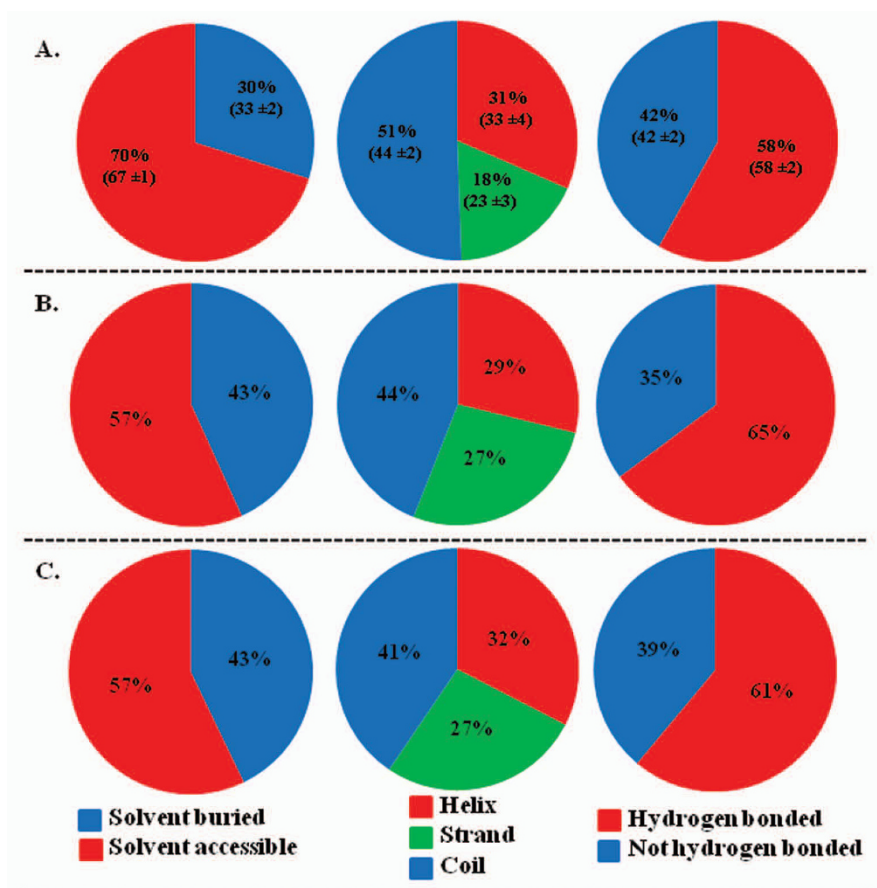 A.
30%
(33 ±2)
70%
(67 ±1)
31%
(33 ±4)
51%
(44 ±2)
18%
(23 ±3)
42%
(42 ±2)
58%
(58 ±2)
B.
57%
43%
44%
29%
27%
35%
65%
C.
57%
43%
41%
32%
27%
39%
61%
Solvent buried
Solvent accessible
Helix
Strand
Coil
Hydrogen bonded
Not hydrogen bonded